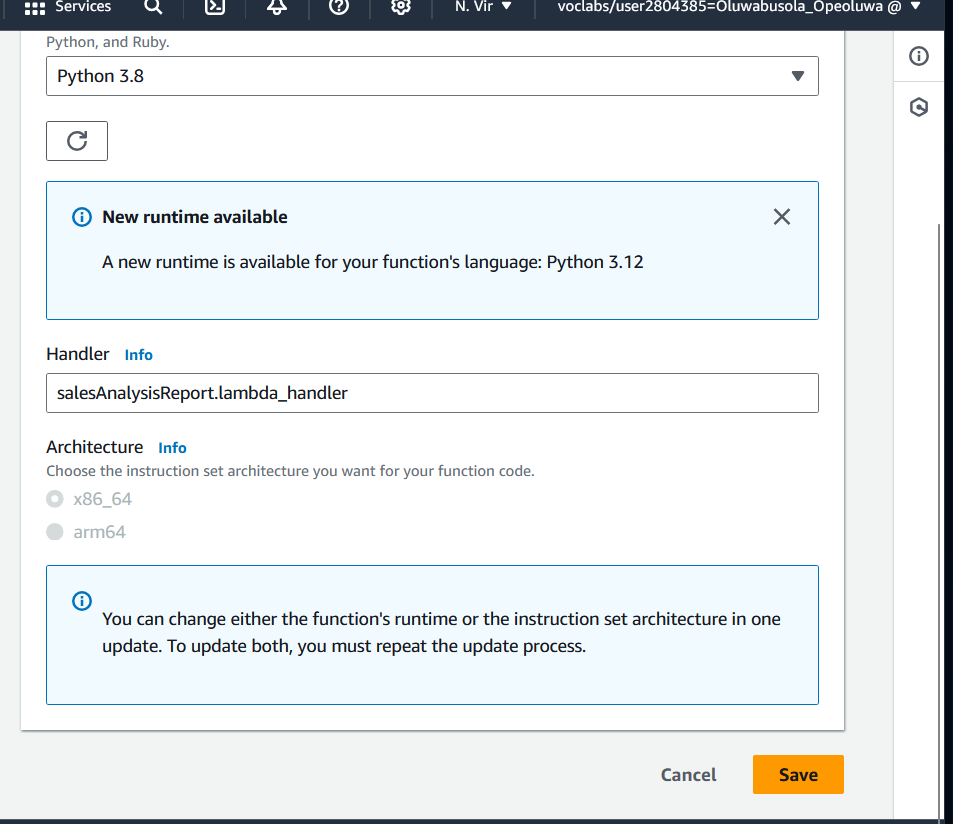 Services N. Vir voclabs/user2804385=Oluwabusola_Opeoluwa @
Python, and Ruby.
Python 3.8
New runtime available
A new runtime is available for your function's language: Python 3.12
Handler Info
salesAnalysisReport.lambda_handler
Architecture Info
Choose the instruction set architecture you want for your function code.
x86_64
arm64
You can change either the function's runtime or the instruction set architecture in one
update. To update both, you must repeat the update process.
Cancel Save